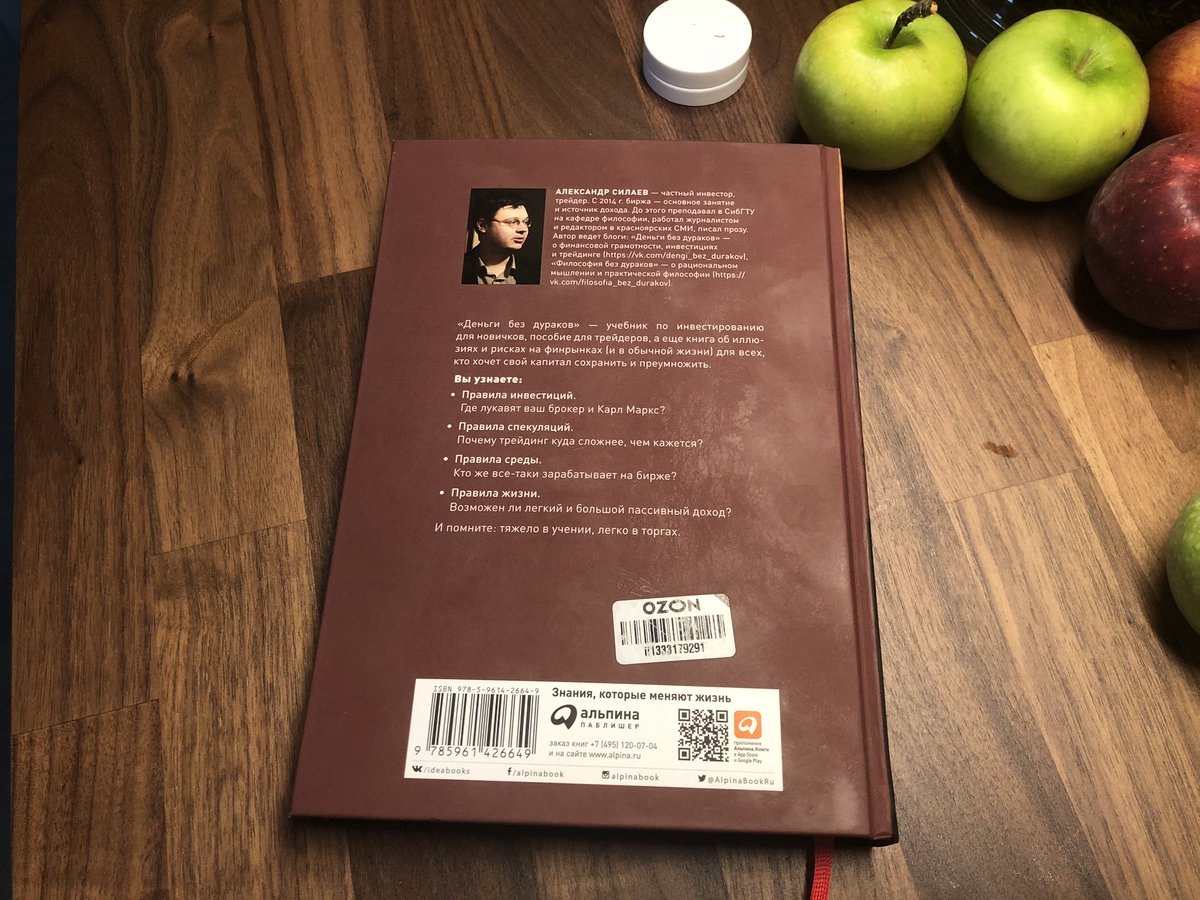 АЛЕКСАНДР СИЛАЕВ — частный инвестор,
трейдер. С 2014 г. биржа — основное занятие
и источник дохода. До этого преподавал в СибГТУ
на кафедре философии, работал журналистом
и редактором в красноярских СМИ, писал прозу.
Автор ведет блоги: «Деньги без дураков» —
о финансовой грамотности, инвестициях
и трейдинге (https://vk.com/dengi_bez_durakov),
«Философия без дураков» — о рациональном
мышлении и практической философии (https://
vk.com/filosofia_bez_durakov).
«Деньги без дураков» — учебник по инвестированию
для новичков, пособие для трейдеров, а еще книга об иллю-
зиях и рисках на финрынках (и в обычной жизни) для всех,
кто хочет свой капитал сохранить и преумножить.
Вы узнаете:
• Правила инвестиций.
Где лукавят ваш брокер и Карл Маркс?
• Правила спекуляций.
Почему трейдинг куда сложнее, чем кажется?
• Правила среды.
Кто же все-таки зарабатывает на бирже?
• Правила жизни.
Возможен ли легкий и большой пассивный доход?
И помните: тяжело в учении, легко в торгах.
OZON
i1333179291
ISBN 978-5-9614-2664-9
9 785961 426649
Знания, которые меняют жизнь
альпина
ПАБЛИШЕР
заказ книг +7 (495) 120-07-04
и на сайте www.alpina.ru
приложение
Альпина.Книги
в App Store
и Google Play
/ideabooks
f/alpinabook
alpinabook
@AlpinaBookRu